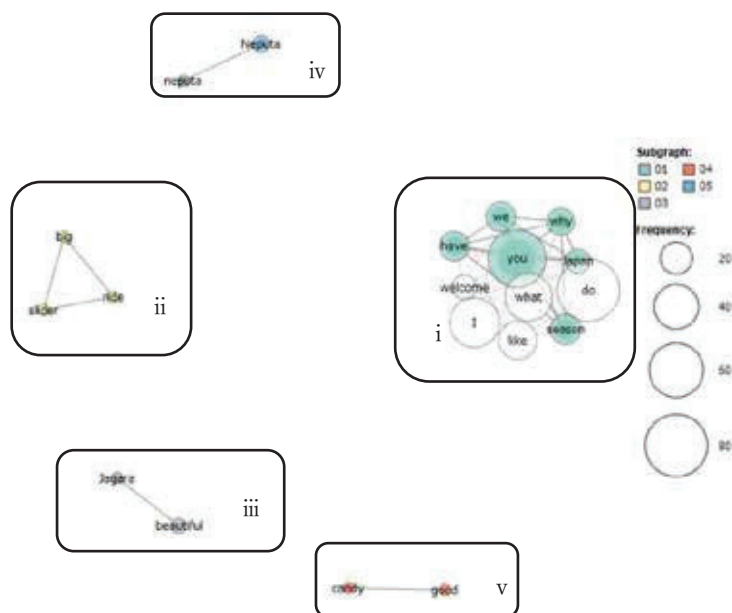 Neputa
neputa
iv
big
ride
slider
ii
we
why
have
you
Japan
welcome
what
do
I
season
like
i
Subgraph:
01 04
02 05
03
Frequency:
20
40
60
80
beautiful
iii
candy good
v